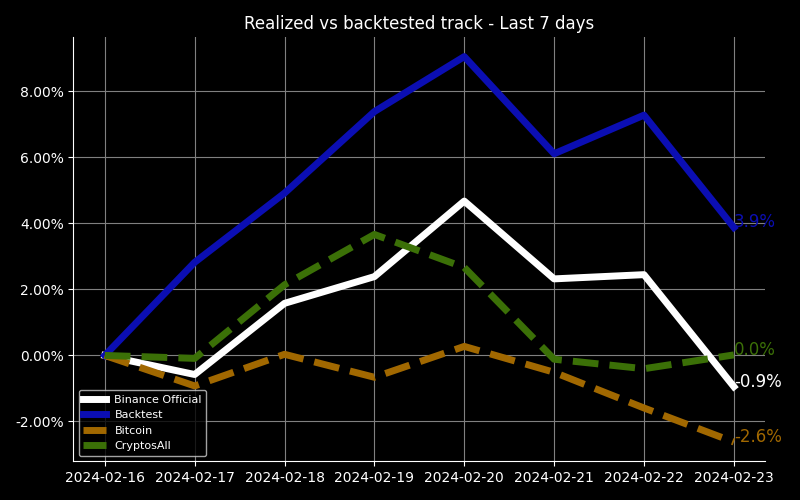 Realized vs backtested track - Last 7 days
8.00%
6.00%
4.00%
2.00%
0.00%
-2.00%
3.9%
0.0%
-0.9%
-2.6%
Binance Official
Backtest
Bitcoin
CryptosAll
2024-02-16 2024-02-17 2024-02-18 2024-02-19 2024-02-20 2024-02-21 2024-02-22 2024-02-23